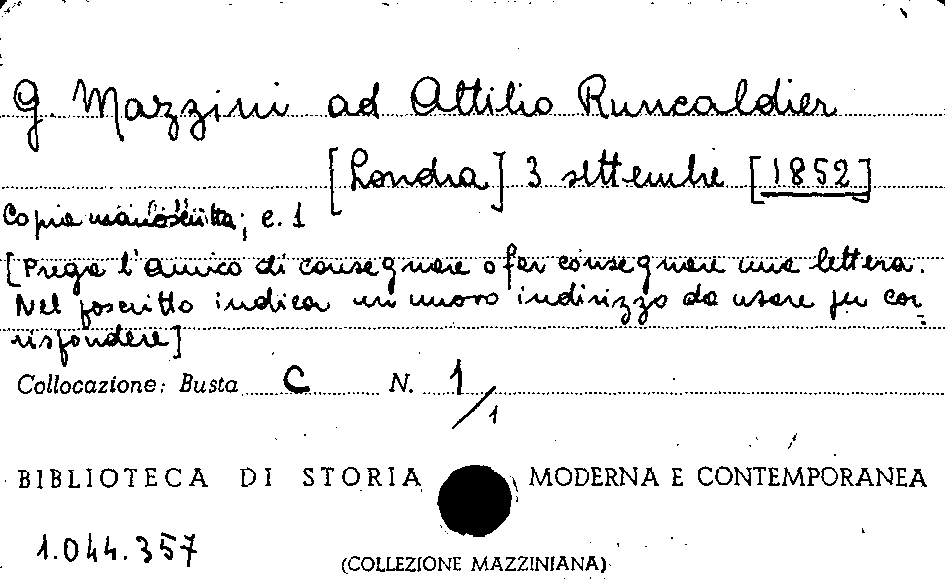 G. Mazzini ad Attilio Runcaldier
[Londra] 3 settembre [1852]
Copia manoscritta; c. 1
[Prega l'amico di consegnare o far consegnare una lettera.
Nel poscritto indica un nuovo indirizzo da usare per cor-
rispondere]
Collocazione: Busta C N. 1/1
BIBLIOTECA DI STORIA MODERNA E CONTEMPORANEA
1.044.357
(COLLEZIONE MAZZINIANA)